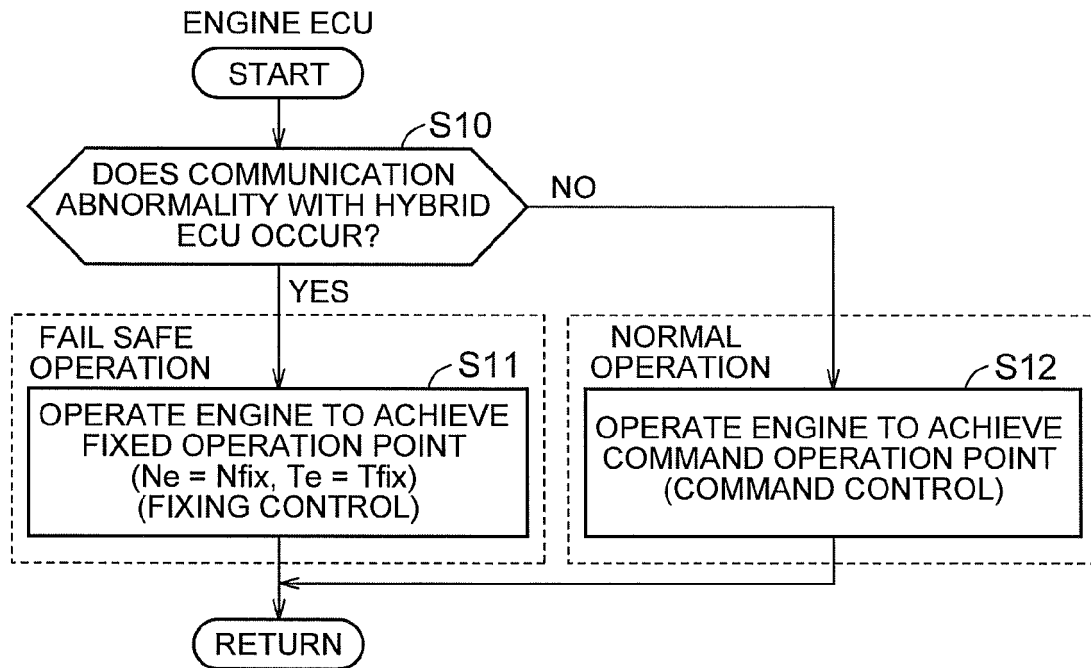 ENGINE ECU
START
S10
DOES COMMUNICATION
ABNORMALITY WITH HYBRID
ECU OCCUR?
NO
YES
FAIL SAFE
OPERATION
S11
OPERATE ENGINE TO ACHIEVE
FIXED OPERATION POINT
(Ne = Nfix, Te = Tfix)
(FIXING CONTROL)
NORMAL
OPERATION
S12
OPERATE ENGINE TO ACHIEVE
COMMAND OPERATION POINT
(COMMAND CONTROL)
RETURN